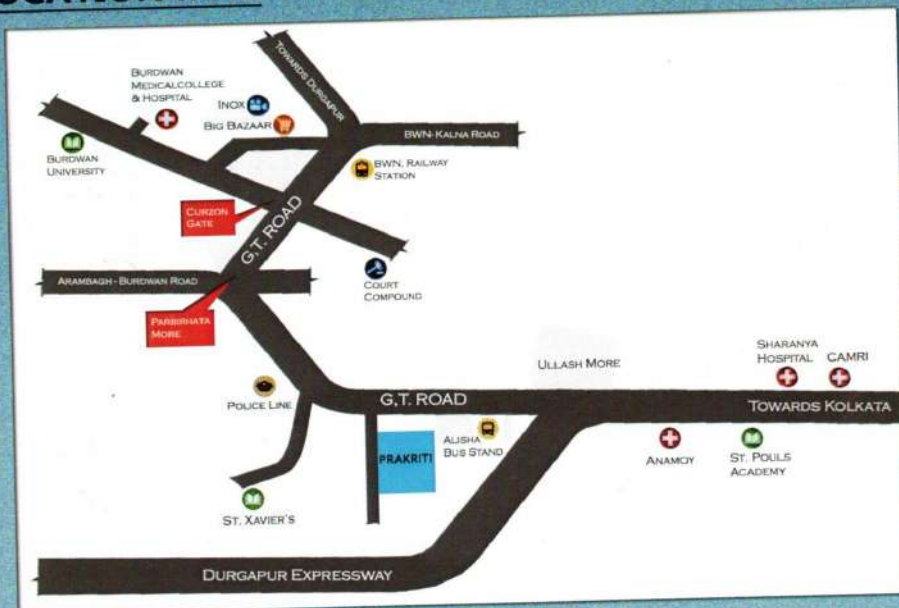 TOWARDS DURGAPUR
BURDWAN
MEDICALCOLLEGE
& HOSPITAL
INOX
BIG BAZAAR
BWN- KALNA ROAD
BURDWAN
UNIVERSITY
BWN. RAILWAY
STATION
CURZON
GATE
G.T. ROAD
ARAMBAGH - BURDWAN ROAD
COURT
COMPOUND
PARBIRHATA
MORE
ULLASH MORE
SHARANYA
HOSPITAL
CAMRI
POLICE LINE
G,T. ROAD
TOWARDS KOLKATA
PRAKRITI
ALISHA
BUS STAND
ANAMOY
ST. POULS
ACADEMY
ST. XAVIER'S
DURGAPUR EXPRESSWAY